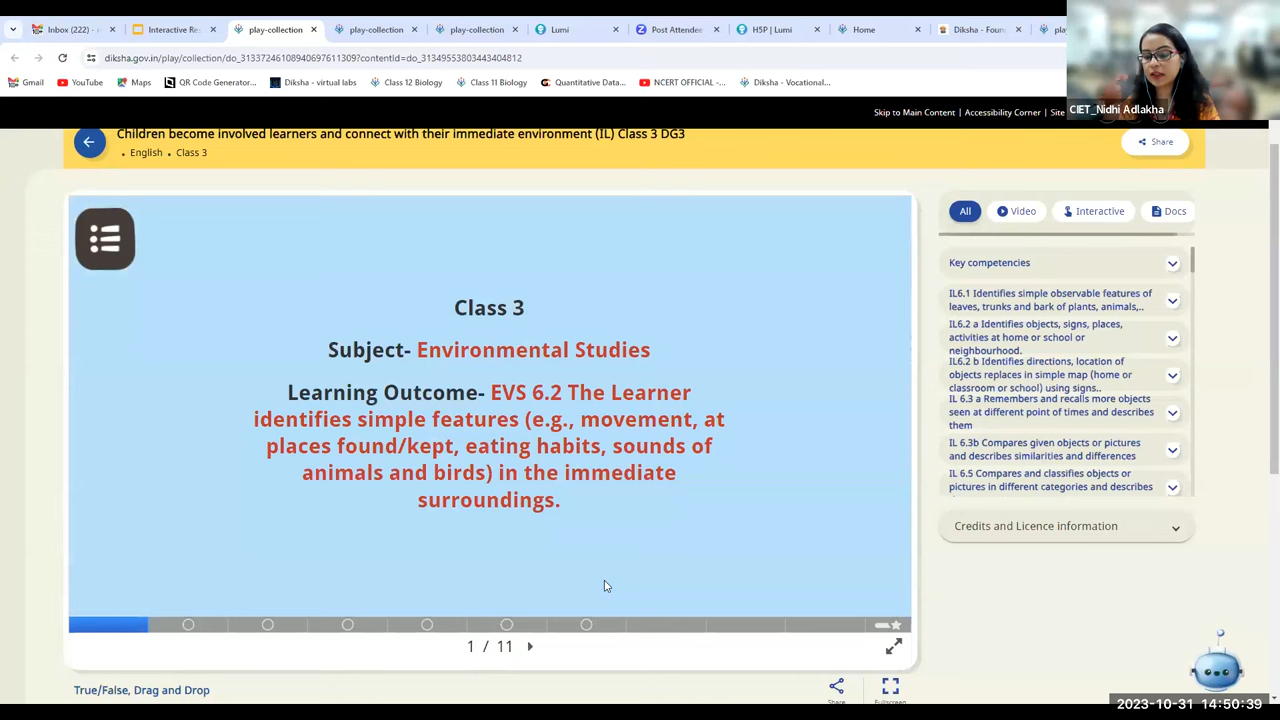 Inbox (222) -
Interactive Re
play-collection
play-collection
play-collection
Lumi
Post Attendee
H5P | Lumi
Home
Diksha - Foun
play
diksha.gov.in/play/collection/do_31337246108940697611309?contentId=do_31349553803443404812
Gmail
YouTube
Maps
QR Code Generator...
Diksha - virtual labs
Class 12 Biology
Class 11 Biology
Quantitative Data...
NCERT OFFICIAL -...
Diksha - Vocational...
CIET_Nidhi Adlakha
Skip to Main Content | Accessibility Corner | Site
Children become involved learners and connect with their immediate environment (IL) Class 3 DG3
• English • Class 3
Share
Class 3
Subject- Environmental Studies
Learning Outcome- EVS 6.2 The Learner
identifies simple features (e.g., movement, at
places found/kept, eating habits, sounds of
animals and birds) in the immediate
surroundings.
1 / 11
True/False, Drag and Drop
Share
Fullscreen
All
Video
Interactive
Docs
Key competencies
IL6.1 Identifies simple observable features of
leaves, trunks and bark of plants, animals,..
IL6.2 a Identifies objects, signs, places,
activities at home or school or
neighbourhood.
IL6.2 b Identifies directions, location of
objects replaces in simple map (home or
classroom or school) using signs..
IL 6.3 a Remembers and recalls more objects
seen at different point of times and describes
them
IL 6.3b Compares given objects or pictures
and describes similarities and differences
IL 6.5 Compares and classifies objects or
pictures in different categories and describes
Credits and Licence information
2023-10-31 14:50:39